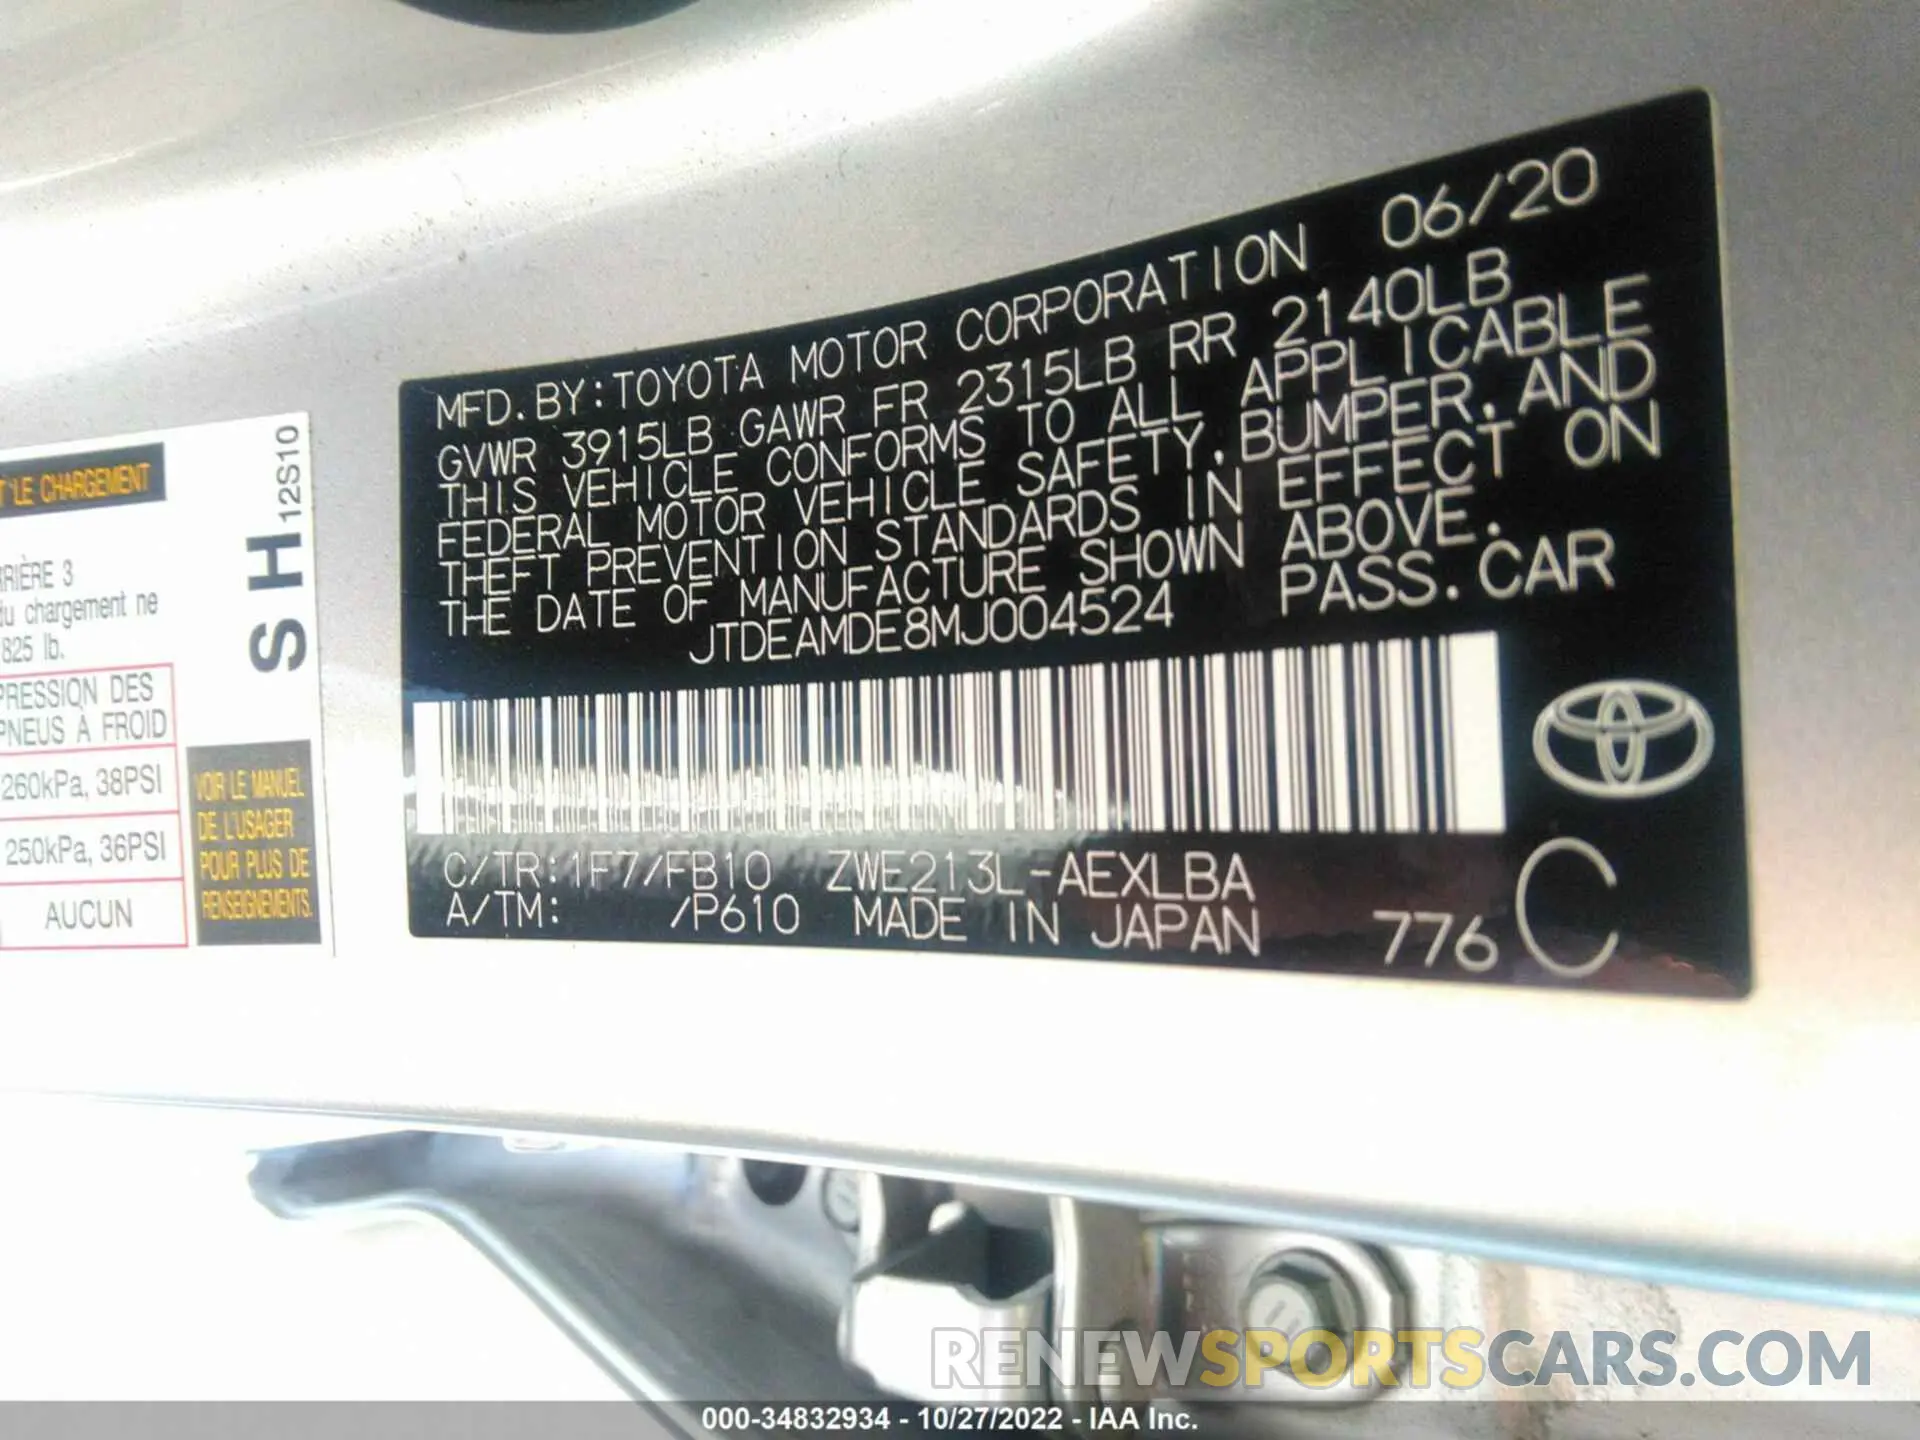 T LE CHARGEMENT
RIÈRE 3
du chargement ne
825 lb.
PRESSION DES
PNEUS À FROID
260kPa, 38PSI
250kPa, 36PSI
AUCUN
S H 12S10
VOIR LE MANUEL
DE L'USAGER
POUR PLUS DE
RENSEIGNEMENTS.
MFD.BY:TOYOTA MOTOR CORPORATION 06/20
GVWR 3915LB GAWR FR 2315LB RR 2140LB
THIS VEHICLE CONFORMS TO ALL APPLICABLE
FEDERAL MOTOR VEHICLE SAFETY,BUMPER,AND
THEFT PREVENTION STANDARDS IN EFFECT ON
THE DATE OF MANUFACTURE SHOWN ABOVE.
JTDEAMDE8MJ004524 PASS.CAR
C/TR:1F7/FB10 ZWE213L-AEXLBA
A/TM: /P610 MADE IN JAPAN 776 C
RENEWSPORTSCARS.COM
000-34832934 - 10/27/2022 - IAA Inc.